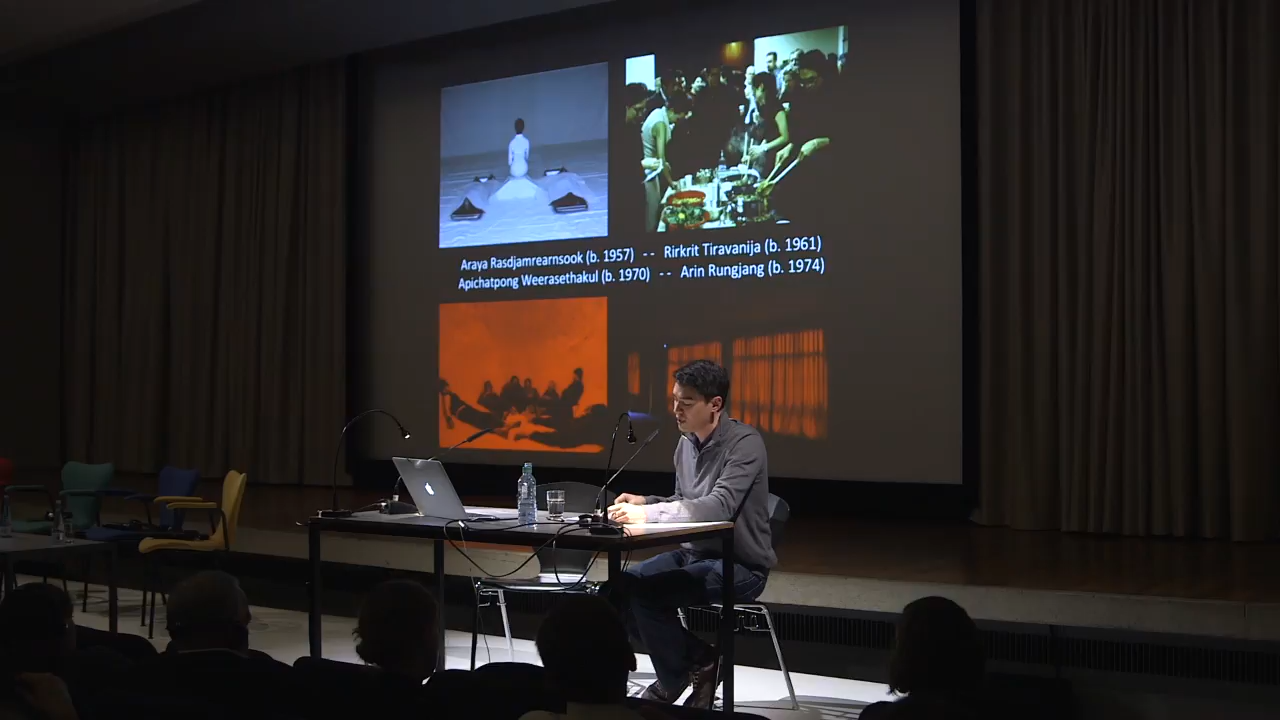 Araya Rasdjamrearnsook (b. 1957) -- Rirkrit Tiravanija (b. 1961)
Apichatpong Weerasethakul (b. 1970) -- Arin Rungjang (b. 1974)